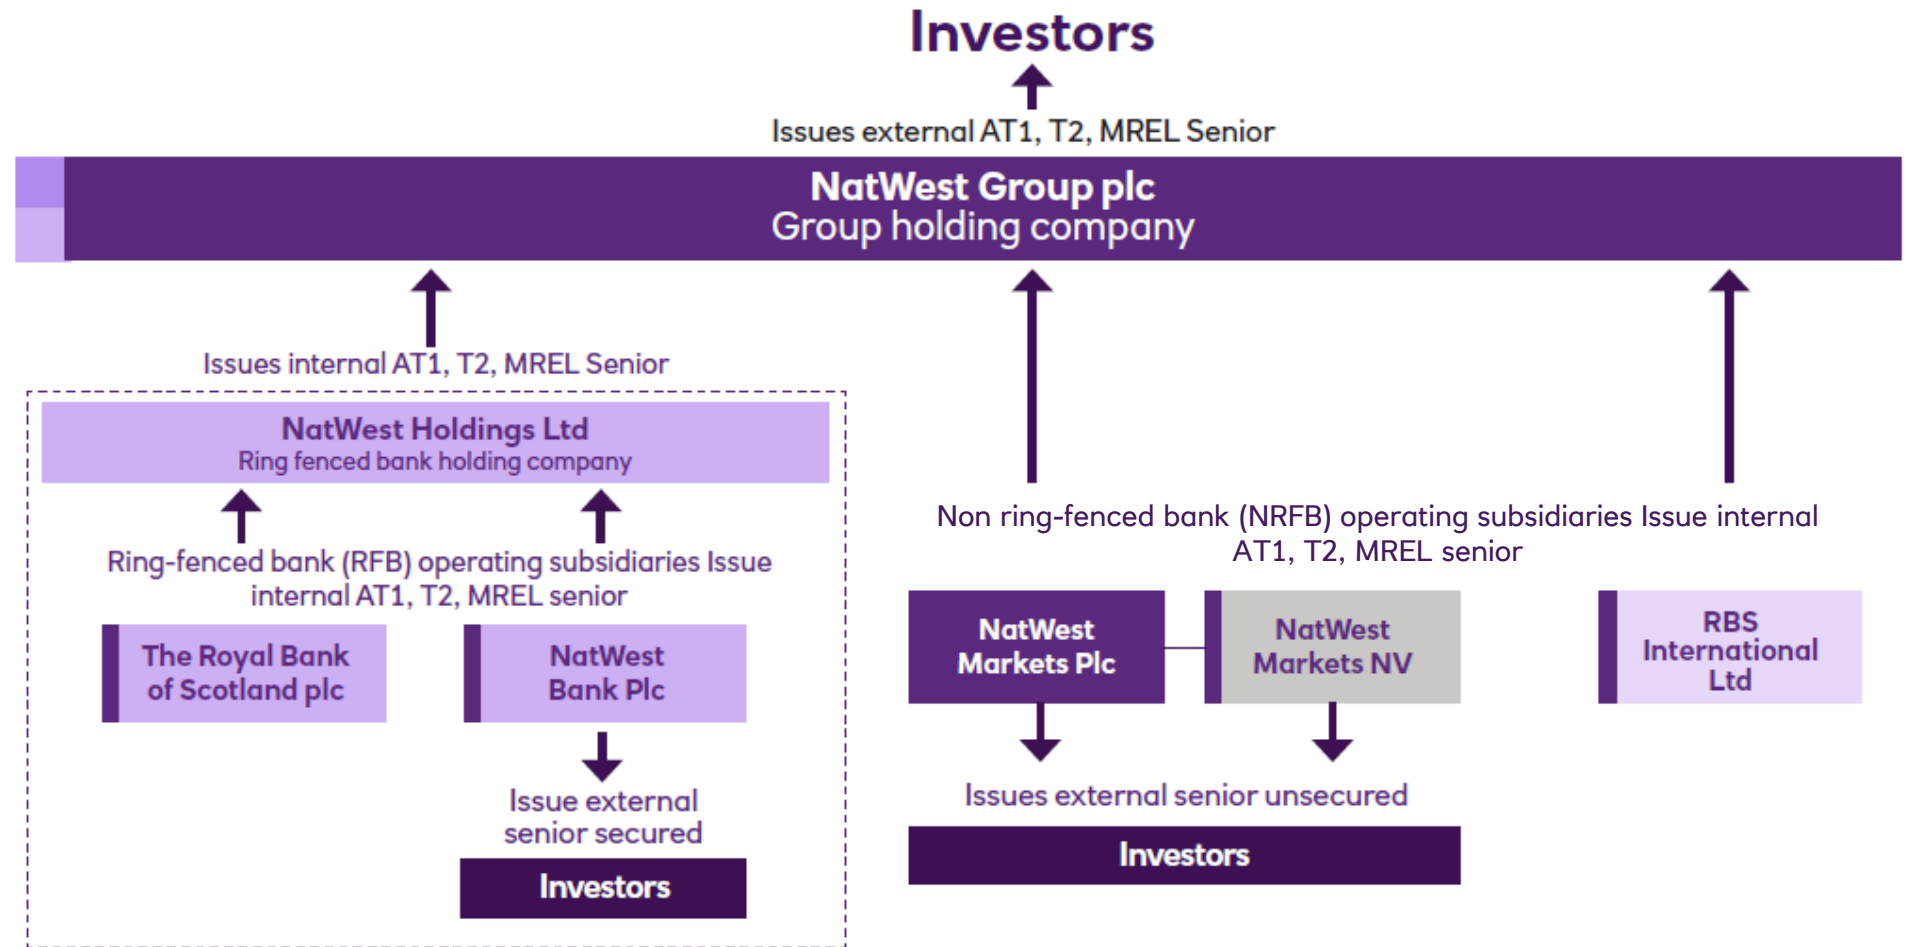 Investors
Issues external AT1, T2, MREL Senior
NatWest Group plc
Group holding company
Issues internal AT1, T2, MREL Senior
NatWest Holdings Ltd
Ring fenced bank holding company
Ring-fenced bank (RFB) operating subsidiaries Issue
internal AT1, T2, MREL senior
The Royal Bank
of Scotland plc
NatWest
Bank Plc
Issue external
senior secured
Investors
Non ring-fenced bank (NRFB) operating subsidiaries Issue internal
AT1, T2, MREL senior
NatWest
Markets Plc
NatWest
Markets NV
RBS
International
Ltd
Issues external senior unsecured
Investors